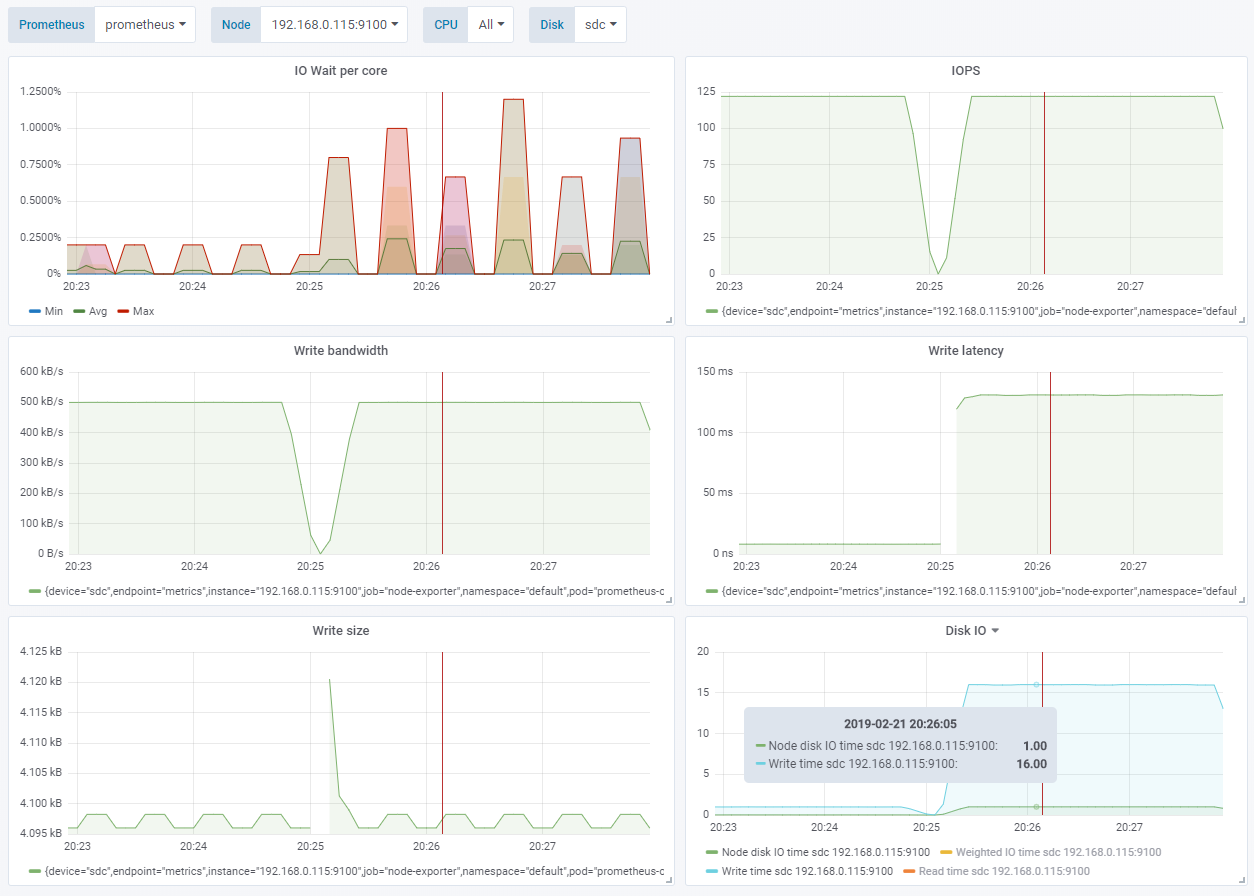 Prometheus prometheus Node 192.168.0.115:9100 CPU All Disk sdc
IO Wait per core
1.2500%
1.0000%
0.7500%
0.5000%
0.2500%
0%
20:23 20:24 20:25 20:26 20:27
Min Avg Max
IOPS
125
100
75
50
25
0
20:23 20:24 20:25 20:26 20:27
{device="sdc",endpoint="metrics",instance="192.168.0.115:9100",job="node-exporter",namespace="defaul
Write bandwidth
600 kB/s
500 kB/s
400 kB/s
300 kB/s
200 kB/s
100 kB/s
0 B/s
20:23 20:24 20:25 20:26 20:27
{device="sdc",endpoint="metrics",instance="192.168.0.115:9100",job="node-exporter",namespace="default",pod="prometheus-c
Write latency
150 ms
100 ms
50 ms
0 ns
20:23 20:24 20:25 20:26 20:27
{device="sdc",endpoint="metrics",instance="192.168.0.115:9100",job="node-exporter",namespace="defaul
Write size
4.125 kB
4.120 kB
4.115 kB
4.110 kB
4.105 kB
4.100 kB
4.095 kB
20:23 20:24 20:25 20:26 20:27
{device="sdc",endpoint="metrics",instance="192.168.0.115:9100",job="node-exporter",namespace="default",pod="prometheus-c
Disk IO
20
15
10
5
0
2019-02-21 20:26:05
Node disk IO time sdc 192.168.0.115:9100: 1.00
Write time sdc 192.168.0.115:9100: 16.00
20:23 20:24 20:25 20:26 20:27
Node disk IO time sdc 192.168.0.115:9100 Weighted IO time sdc 192.168.0.115:9100
Write time sdc 192.168.0.115:9100 Read time sdc 192.168.0.115:9100